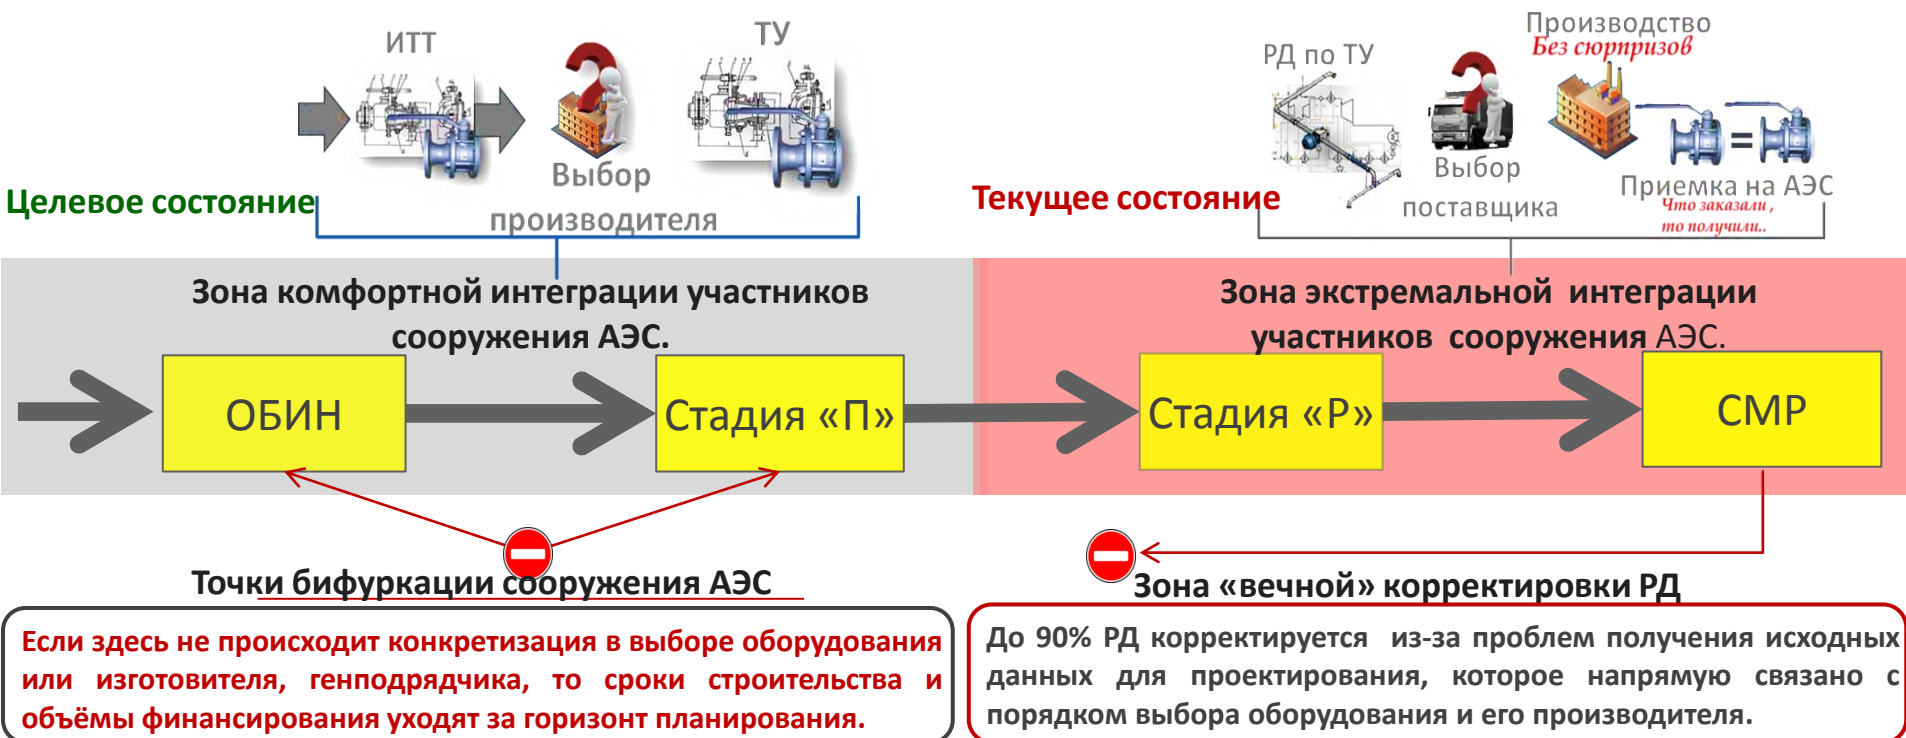 ИТТ
ТУ
Выбор
производителя
Целевое состояние
Производство
Без сюрпризов
РД по ТУ
Выбор
поставщика
Приемка на АЭС
Что заказали ,
то получили..
Текущее состояние
Зона комфортной интеграции участников
сооружения АЭС.
Зона экстремальной интеграции
участников сооружения АЭС.
ОБИН
Стадия «П»
Стадия «Р»
СМР
Точки бифуркации сооружения АЭС
Если здесь не происходит конкретизация в выборе оборудования
или изготовителя, генподрядчика, то сроки строительства и
объёмы финансирования уходят за горизонт планирования.
Зона «вечной» корректировки РД
До 90% РД корректируется из-за проблем получения исходных
данных для проектирования, которое напрямую связано с
порядком выбора оборудования и его производителя.